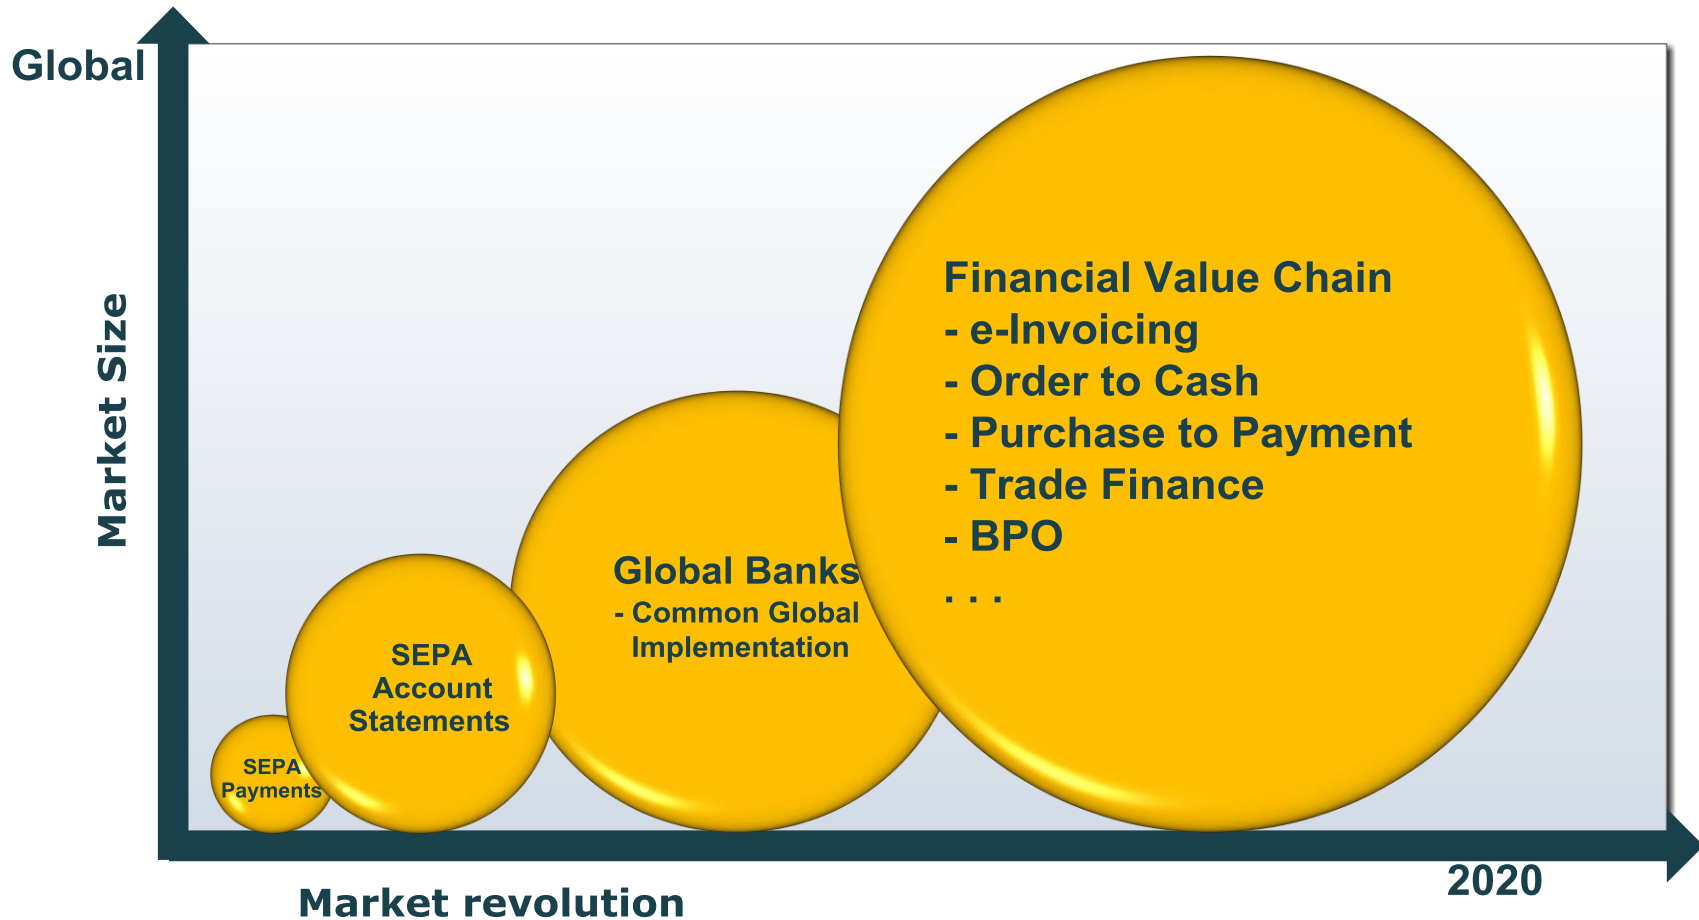 Global
Market Size
Financial Value Chain
- e-Invoicing
- Order to Cash
- Purchase to Payment
- Trade Finance
- BPO
. . .
Global Banks
- Common Global
Implementation
SEPA
Account
Statements
SEPA
Payments
2020
Market revolution